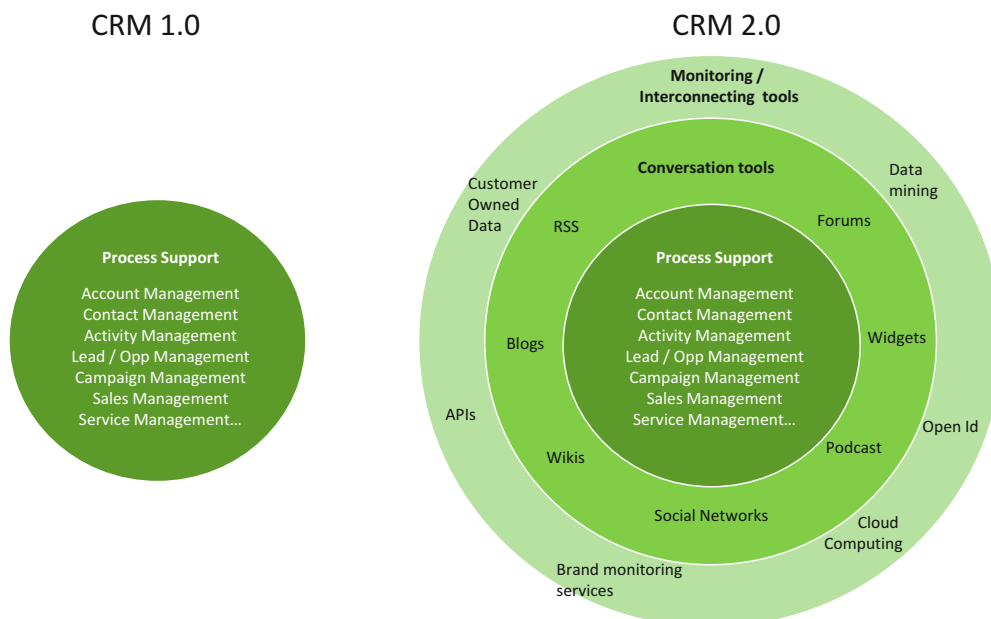 CRM 1.0
Process Support
Account Management
Contact Management
Activity Management
Lead / Opp Management
Campaign Management
Sales Management
Service Management…
CRM 2.0
Monitoring /
Interconnecting tools
Conversation tools
Customer
Owned
Data
Data
mining
RSS
Forums
Process Support
Account Management
Contact Management
Activity Management
Lead / Opp Management
Campaign Management
Sales Management
Service Management…
Blogs
Widgets
APIs
Open Id
Wikis
Podcast
Social Networks
Cloud
Computing
Brand monitoring
services